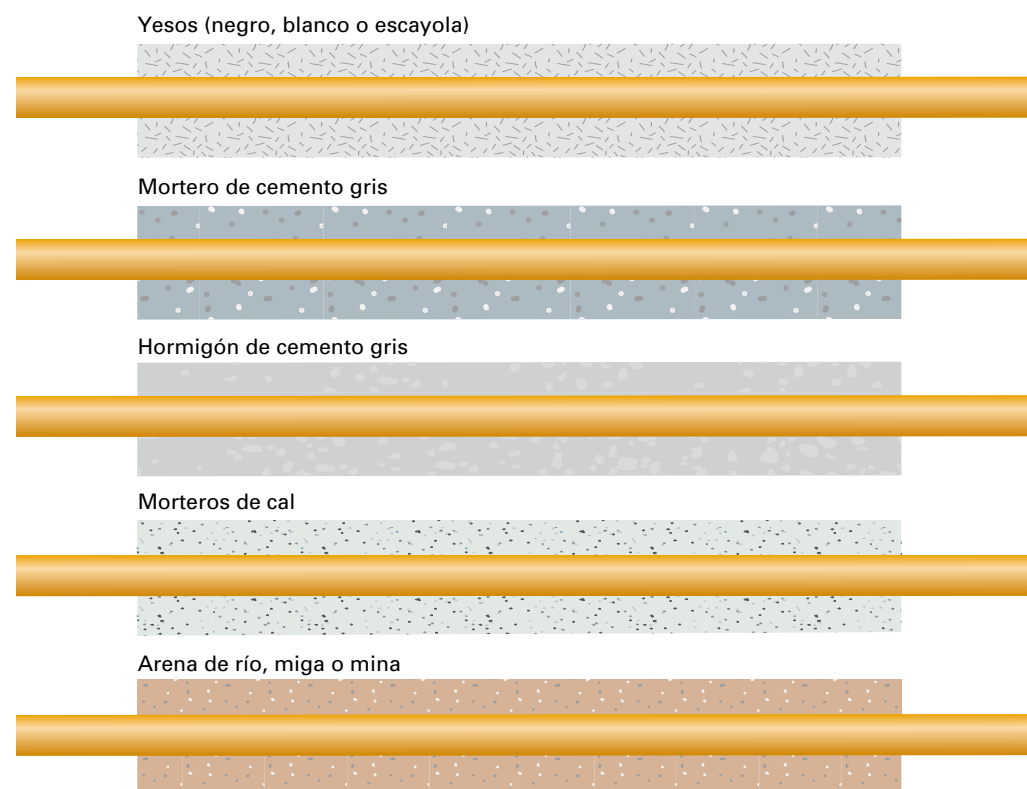 Yesos (negro, blanco o escayola)
Mortero de cemento gris
Hormigón de cemento gris
Morteros de cal
Arena de río, miga o mina